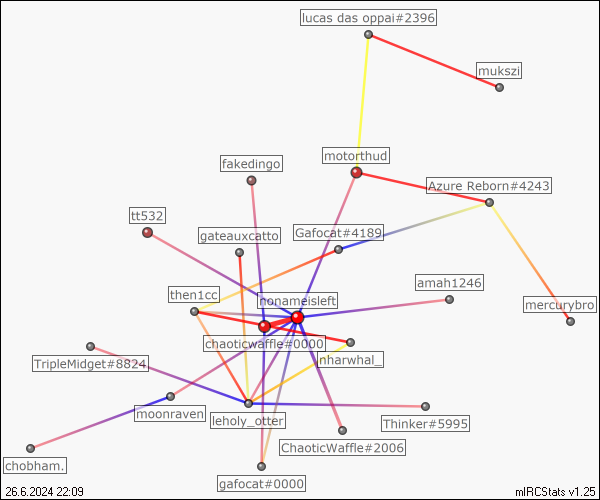 lucas das oppai#2396
mukszi
motorthud
fakedingo
Azure Reborn#4243
tt532
gateauxcatto
Gafocat#4189
amah1246
then1cc
nonameisleft
mercurybro
chaoticwaffle#0000
nharwhal_
TripleMidget#8824
moonraven
leholy_otter
Thinker#5995
ChaoticWaffle#2006
chobham.
gafocat#0000
26.6.2024 22:09
mIRCStats v1.25